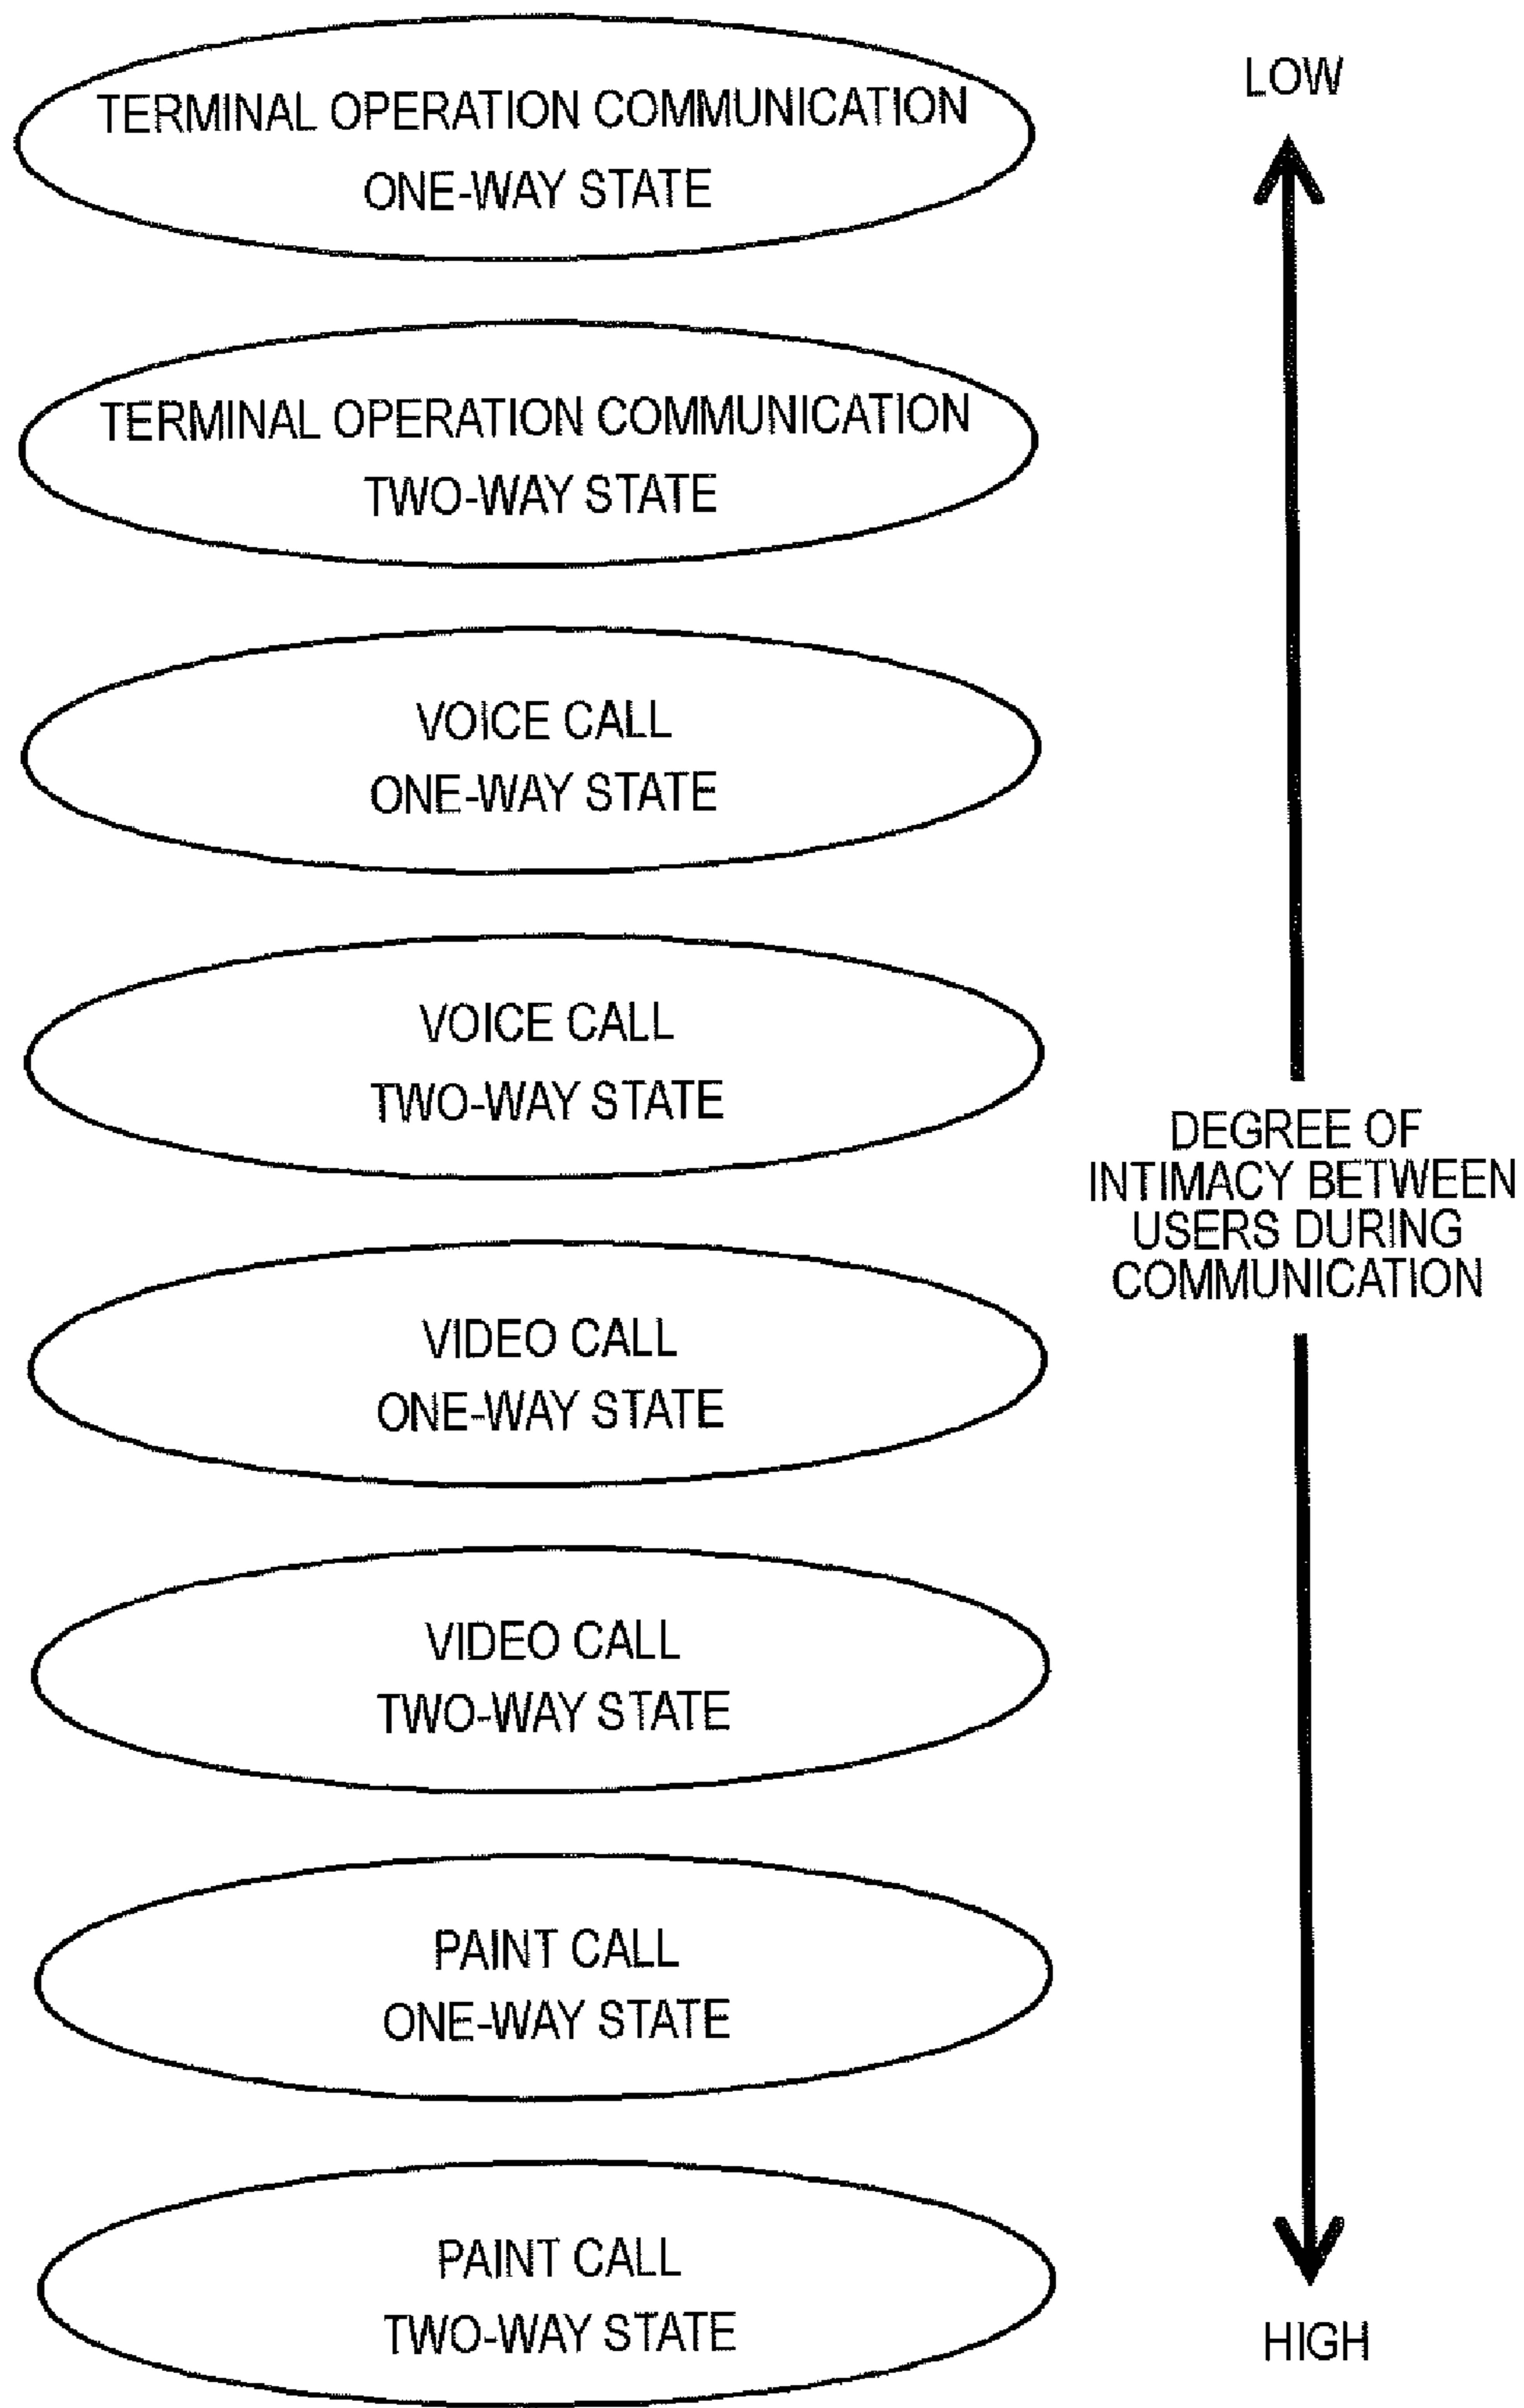 TERMINAL OPERATION COMMUNICATION
ONE-WAY STATE
TERMINAL OPERATION COMMUNICATION
TWO-WAY STATE
VOICE CALL
ONE-WAY STATE
VOICE CALL
TWO-WAY STATE
VIDEO CALL
ONE-WAY STATE
VIDEO CALL
TWO-WAY STATE
PAINT CALL
ONE-WAY STATE
PAINT CALL
TWO-WAY STATE
LOW
DEGREE OF
INTIMACY BETWEEN
USERS DURING
COMMUNICATION
HIGH